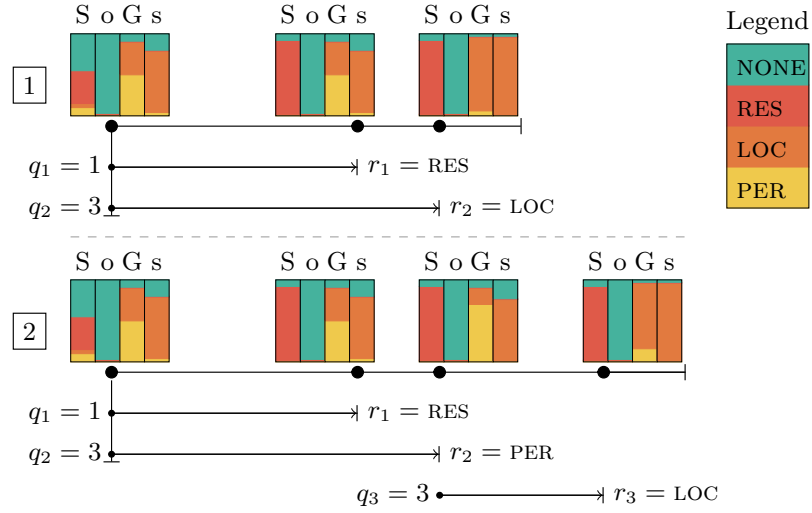 S o G s S o G s S o G s Legend
1
NONE
RES
LOC
PER
q₁ = 1 r₁ = RES
q₂ = 3 r₂ = LOC
S o G s S o G s S o G s S o G s
2
q₁ = 1 r₁ = RES
q₂ = 3 r₂ = PER
q₃ = 3 r₃ = LOC